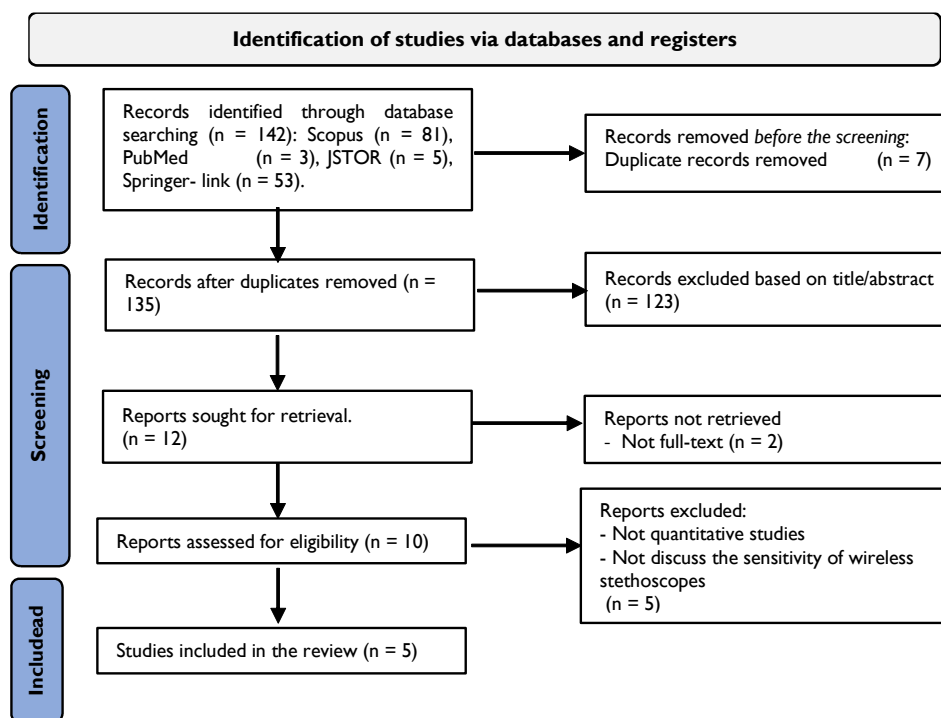 Identification of studies via databases and registers
Identification
Records identified through database
searching (n = 142): Scopus (n = 81),
PubMed (n = 3), JSTOR (n = 5),
Springer- link (n = 53).
Records removed before the screening:
Duplicate records removed (n = 7)
Screening
Records after duplicates removed (n =
135)
Records excluded based on title/abstract
(n = 123)
Reports sought for retrieval.
(n = 12)
Reports not retrieved
- Not full-text (n = 2)
Reports assessed for eligibility (n = 10)
Reports excluded:
- Not quantitative studies
- Not discuss the sensitivity of wireless
stethoscopes
(n = 5)
Includead
Studies included in the review (n = 5)